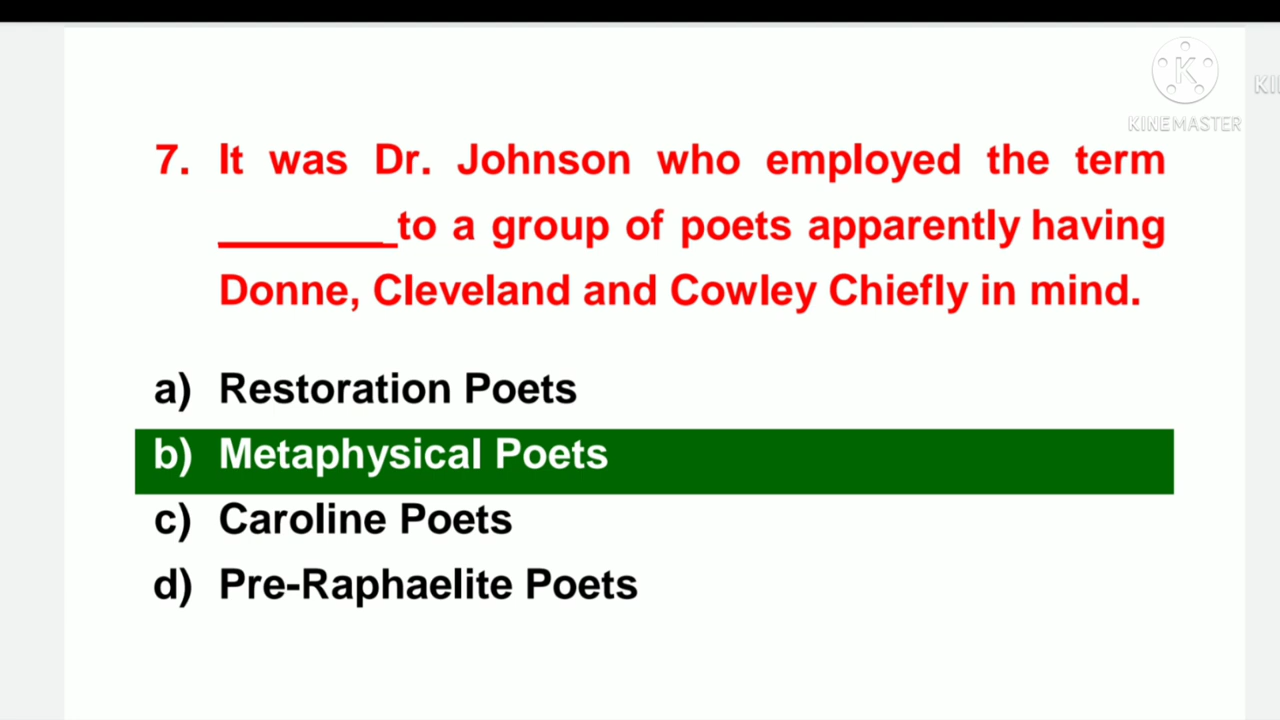 KINEMASTER
KI
7. It was Dr. Johnson who employed the term
________to a group of poets apparently having
Donne, Cleveland and Cowley Chiefly in mind.
a) Restoration Poets
b) Metaphysical Poets
c) Caroline Poets
d) Pre-Raphaelite Poets